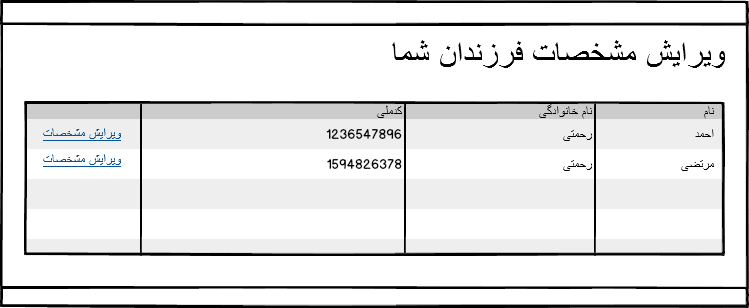 ویرایش مشخصات فرزندان شما
نام نام خانوادگی کدملی
احمد رحمتی 1236547896 ویرایش مشخصات
مرتضی رحمتی 1594826378 ویرایش مشخصات